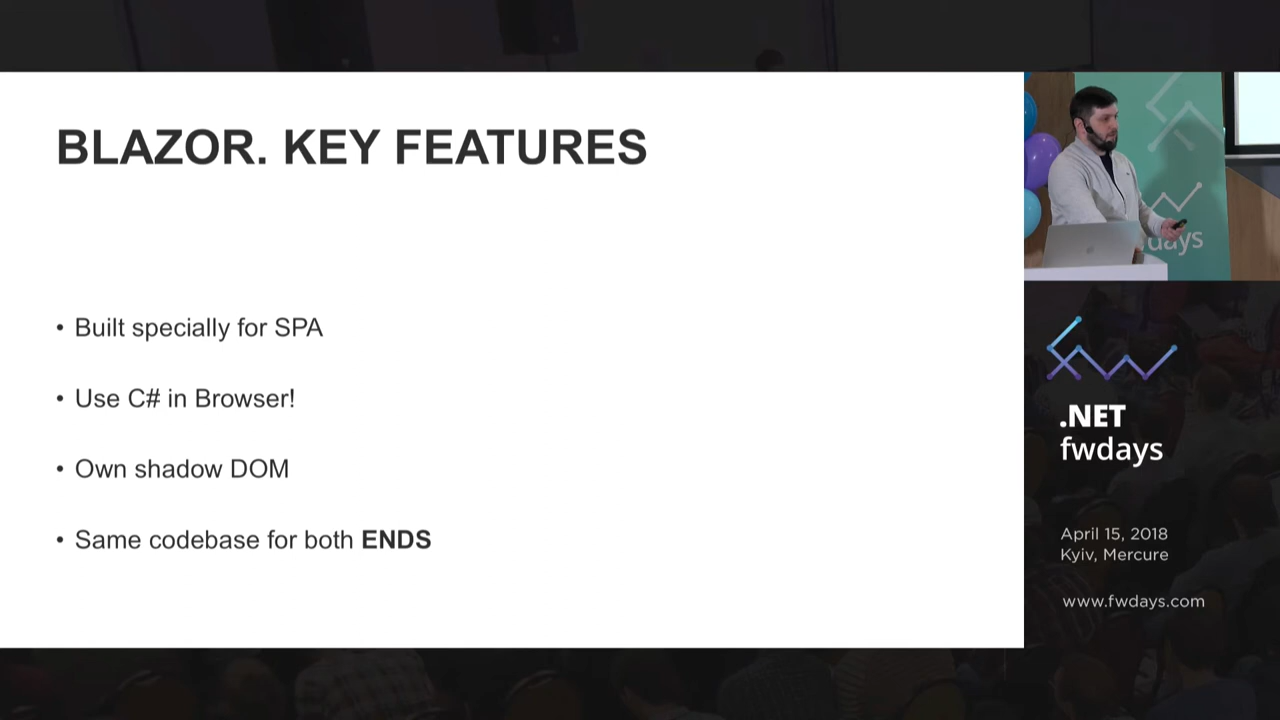 BLAZOR. KEY FEATURES
• Built specially for SPA
• Use C# in Browser!
• Own shadow DOM
• Same codebase for both ENDS
.NET
fwdays
April 15, 2018
Kyiv, Mercure
www.fwdays.com